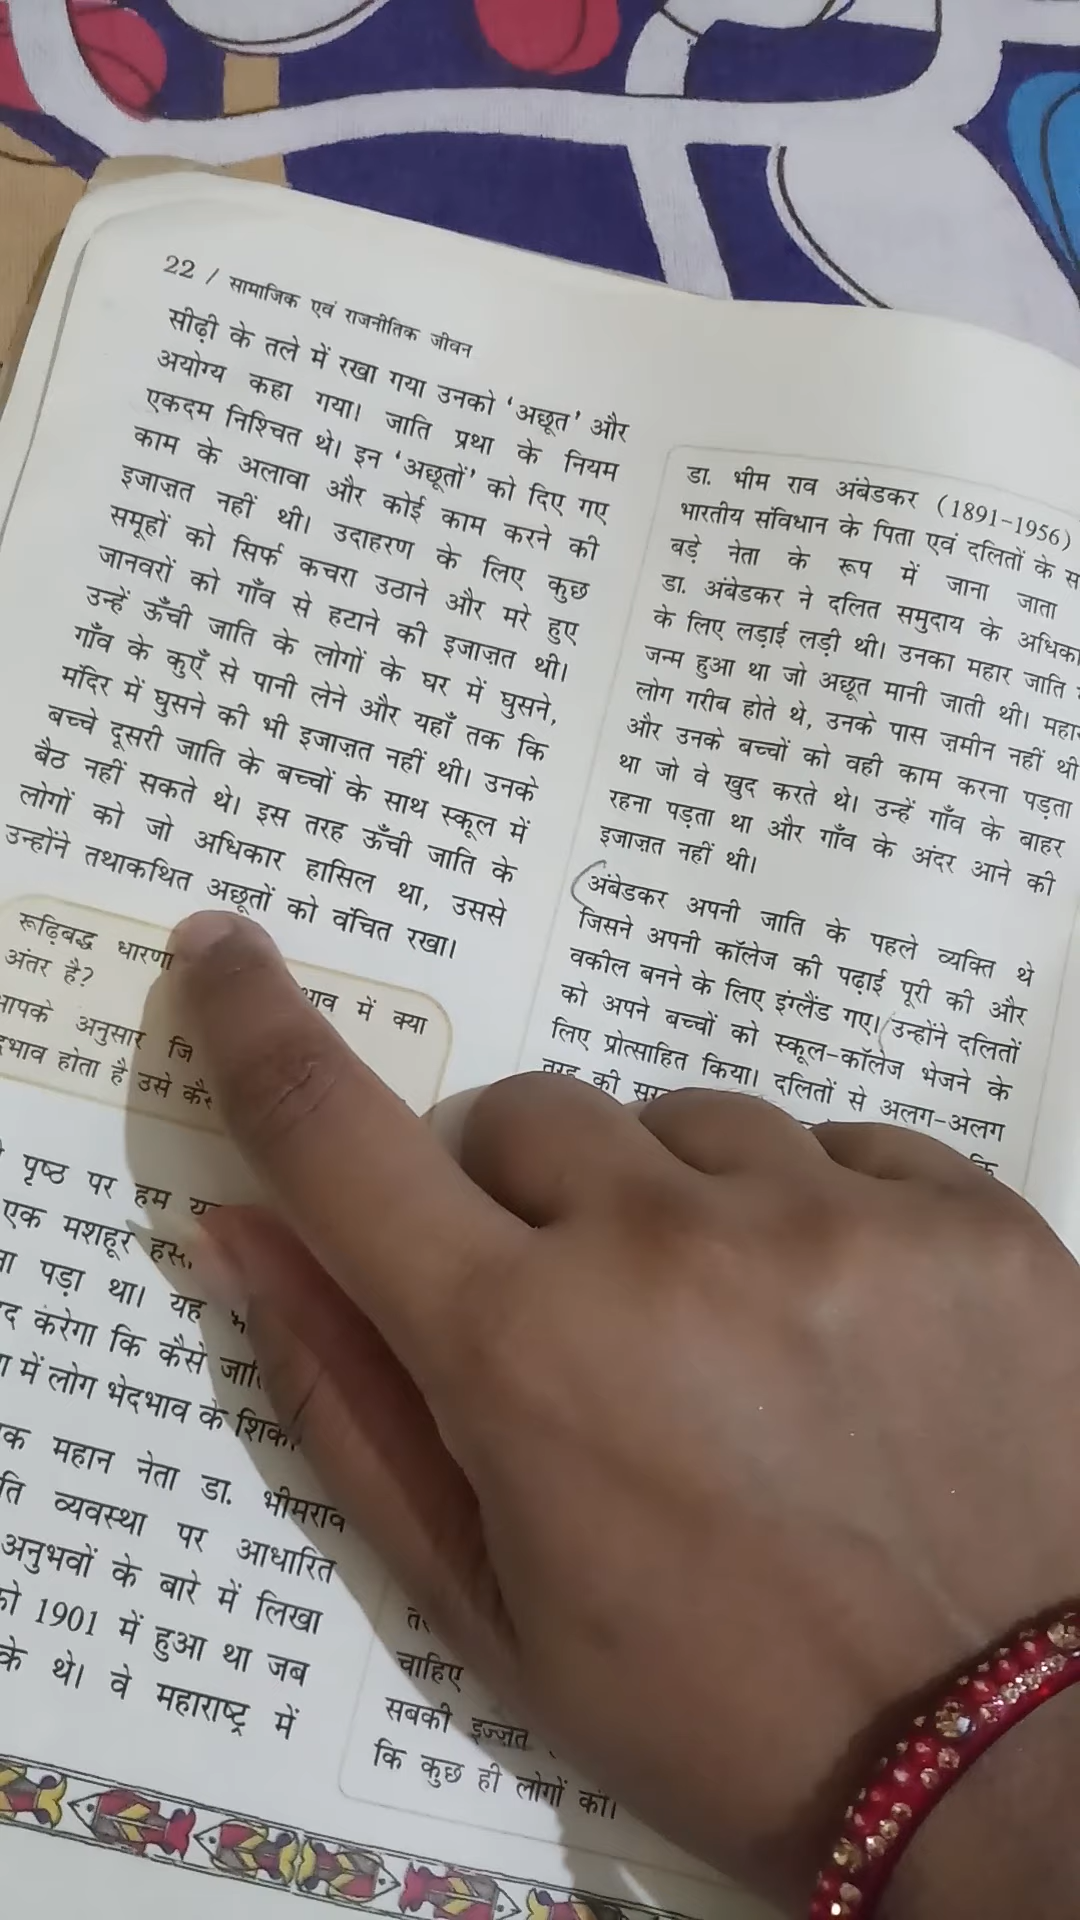 22 / सामाजिक एवं राजनीतिक जीवन
सीढ़ी के तले में रखा गया उनको ‘अछूत’ और
अयोग्य कहा गया। जाति प्रथा के नियम
एकदम निश्चित थे। इन ‘अछूतों’ को दिए गए
काम के अलावा और कोई काम करने की
इजाज़त नहीं थी। उदाहरण के लिए कुछ
समूहों को सिर्फ कचरा उठाने और मरे हुए
जानवरों को गाँव से हटाने की इजाज़त थी।
उन्हें ऊँची जाति के लोगों के घर में घुसने,
गाँव के कुएँ से पानी लेने और यहाँ तक कि
मंदिर में घुसने की भी इजाज़त नहीं थी। उनके
बच्चे दूसरी जाति के बच्चों के साथ स्कूल में
बैठ नहीं सकते थे। इस तरह ऊँची जाति के
लोगों को जो अधिकार हासिल था, उससे
उन्होंने तथाकथित अछूतों को वंचित रखा।
रूढ़िबद्ध धारणा में क्या
अंतर है?
आपके अनुसार
होता है उसे
पृष्ठ पर हम
एक मशहूर
पड़ा था। यह
करेगा कि कैसे
में लोग भेदभाव के
महान नेता डा. भीमराव
व्यवस्था पर आधारित
अनुभवों के बारे में लिखा
1901 में हुआ था जब
के थे। वे महाराष्ट्र में
डा. भीम राव अंबेडकर (1891-1956)
भारतीय संविधान के पिता एवं दलितों के
बड़े नेता के रूप में जाना जाता
डा. अंबेडकर ने दलित समुदाय के
के लिए लड़ाई लड़ी थी। उनका महार जाति
जन्म हुआ था जो अछूत मानी जाती थी।
लोग गरीब होते थे, उनके पास ज़मीन नहीं थी
और उनके बच्चों को वही काम करना पड़ता
था जो वे खुद करते थे। उन्हें गाँव के बाहर
रहना पड़ता था और गाँव के अंदर आने की
इजाज़त नहीं थी।
अंबेडकर अपनी जाति के पहले व्यक्ति थे
जिसने अपनी कॉलेज की पढ़ाई पूरी की और
वकील बनने के लिए इंग्लैंड गए। उन्होंने दलितों
को अपने बच्चों को स्कूल-कॉलेज भेजने के
लिए प्रोत्साहित किया। दलितों से अलग-अलग
तरह की
चाहिए
सबकी इज्ज़त
कि कुछ ही लोगों की।